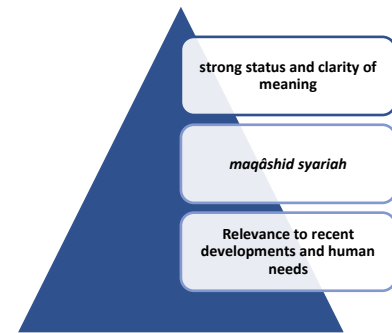 strong status and clarity of
meaning
maqâshid syariah
Relevance to recent
developments and human
needs